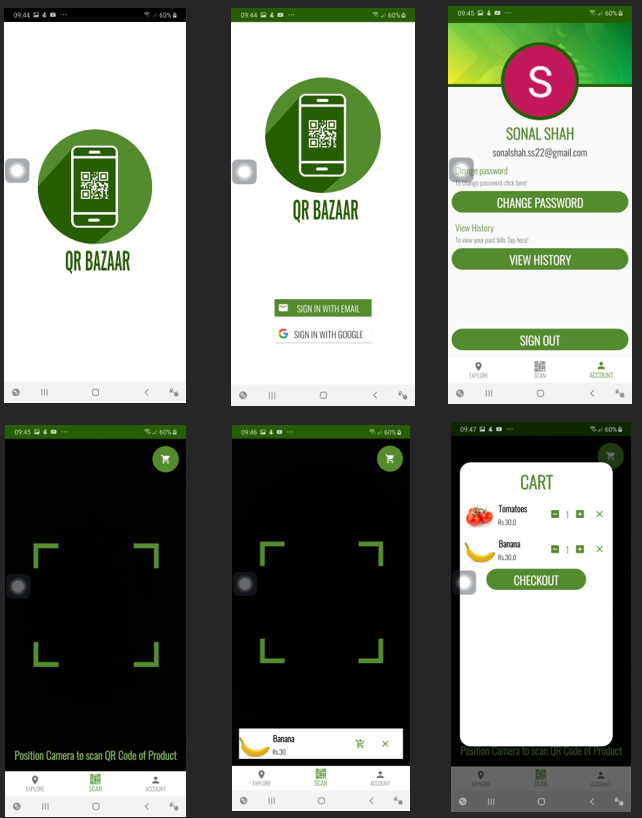 09:44
60%
QR BAZAAR
09:44
60%
QR BAZAAR
SIGN IN WITH EMAIL
SIGN IN WITH GOOGLE
09:45
60%
S
SONAL SHAH
sonalshah.ss22@gmail.com
Change password
To change password click here!
CHANGE PASSWORD
View History
To view your past bills Tap here!
VIEW HISTORY
SIGN OUT
EXPLORE SCAN ACCOUNT
09:45
60%
Position Camera to scan QR Code of Product
EXPLORE SCAN ACCOUNT
09:46
60%
Banana
Rs.30
EXPLORE SCAN ACCOUNT
09:47
60%
CART
Tomatoes
Rs.30.0
1
Banana
Rs.30.0
1
CHECKOUT
Position Camera to scan QR Code of Product
EXPLORE SCAN ACCOUNT